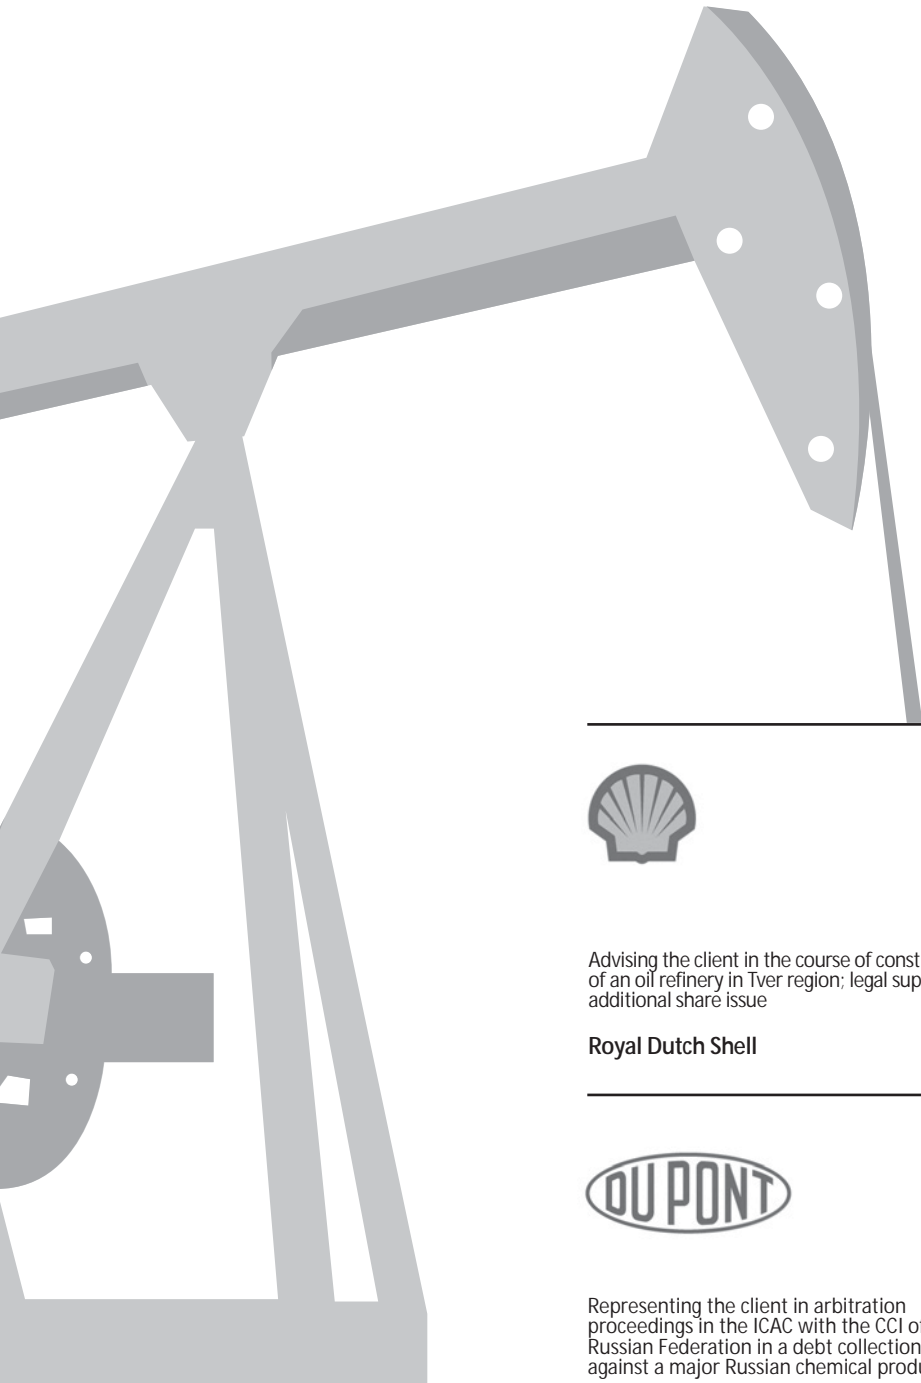 Advising the client in the course of const
of an oil refinery in Tver region; legal sup
additional share issue
Royal Dutch Shell
DU PONT
Representing the client in arbitration
proceedings in the ICAC with the CCI o
Russian Federation in a debt collection
against a major Russian chemical produ